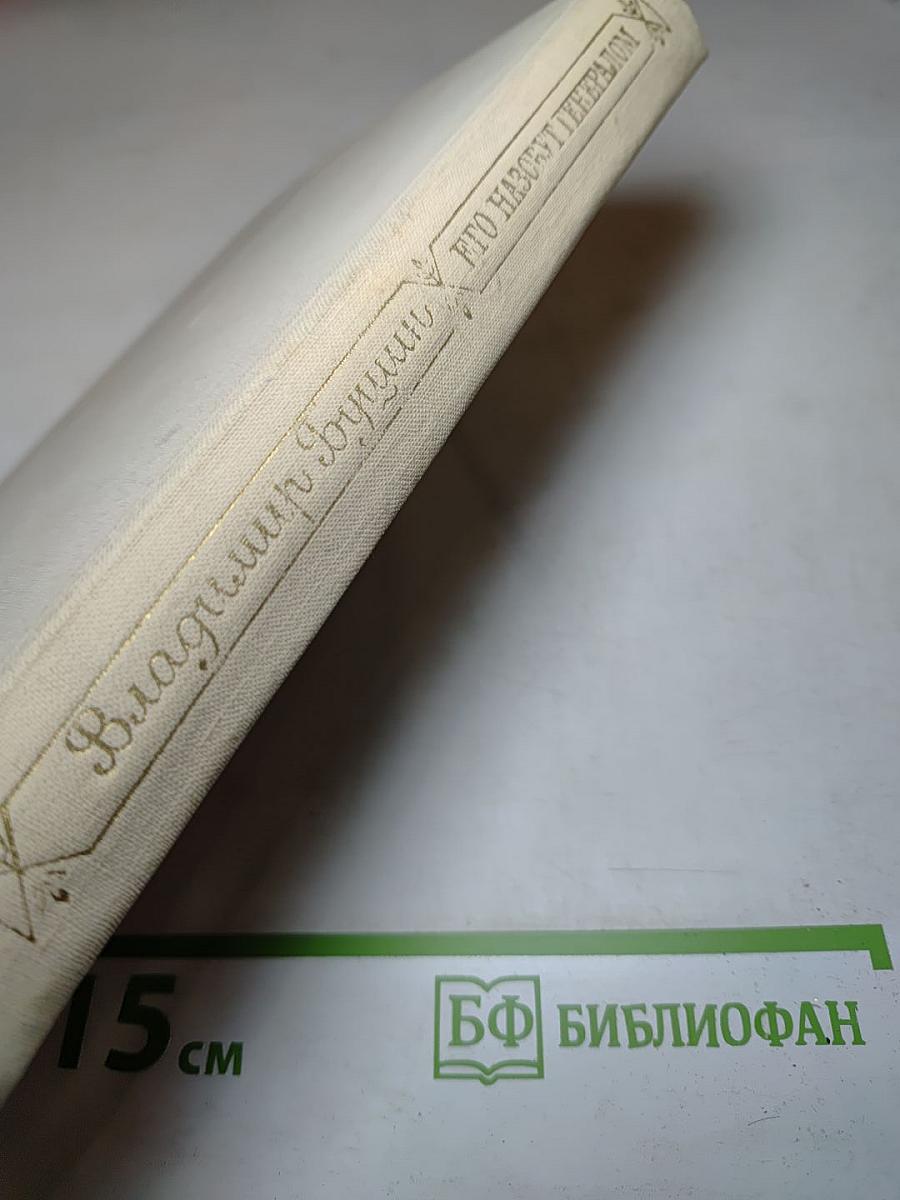 Владимир Бушин
ЕГО НАЗОВУТ ГЕНЕРАЛОМ
15 см
БФ БИБЛИОФАН